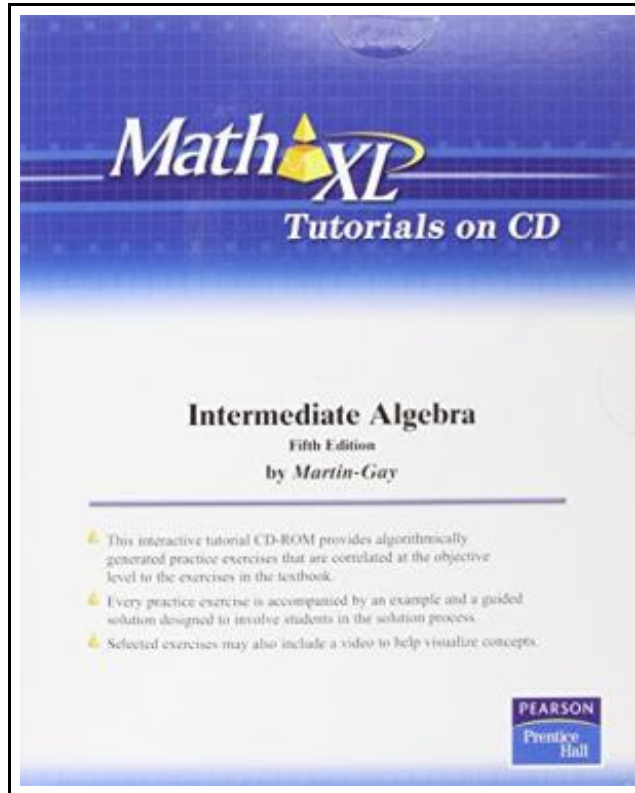 Math XL
Tutorials on CD
Intermediate Algebra
Fifth Edition
by Martin-Gay
This interactive tutorial CD-ROM provides algorithmically
generated practice exercises that are correlated at the objective
level to the exercises in the textbook.
Every practice exercise is accompanied by an example and a guided
solution designed to involve students in the solution process.
Selected exercises may also include a video to help visualize concepts.
PEARSON
Prentice
Hall